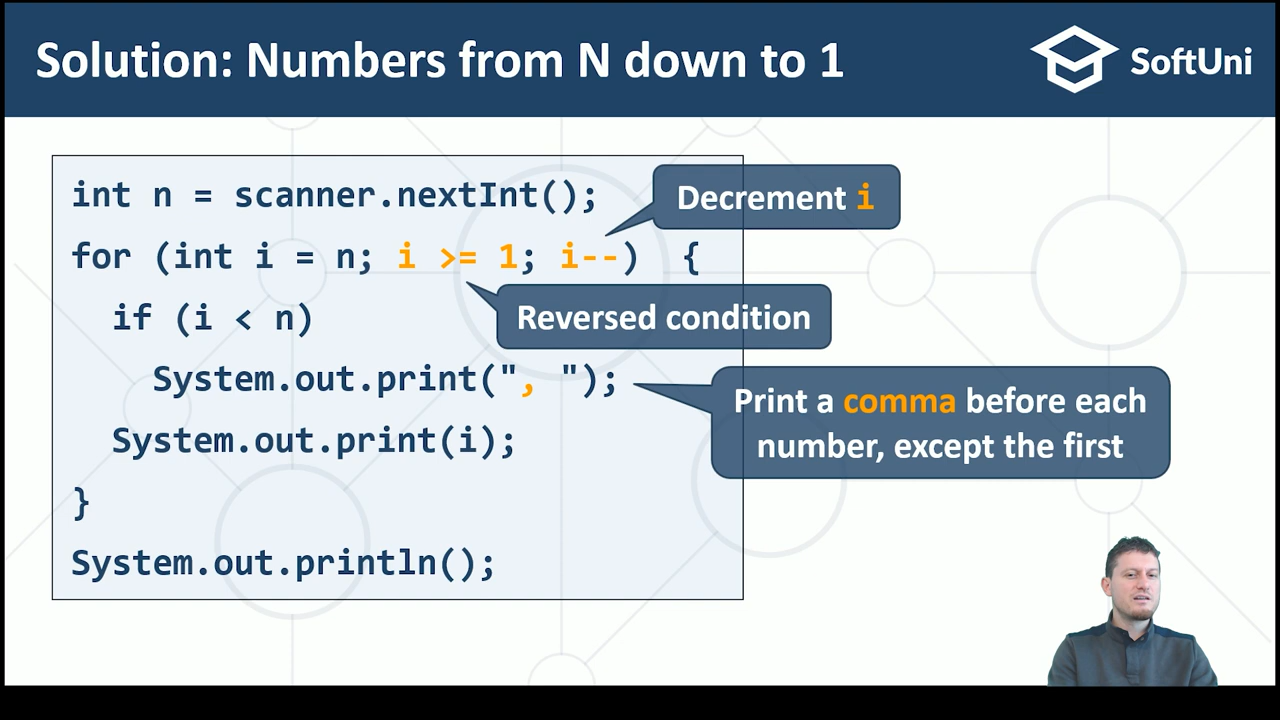 Solution: Numbers from N down to 1
SoftUni
int n = scanner.nextInt();
Decrement i
for (int i = n; i >= 1; i--) {
Reversed condition
if (i < n)
System.out.print(", ");
Print a comma before each
number, except the first
System.out.print(i);
}
System.out.println();